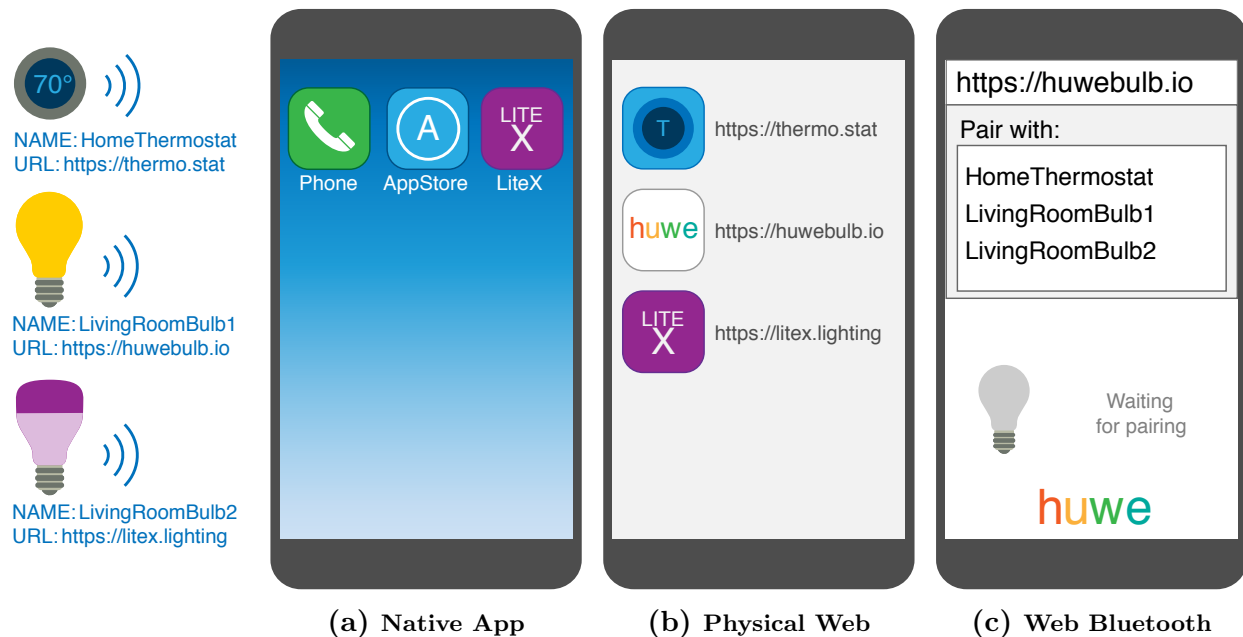 70°
NAME: HomeThermostat
URL: https://thermo.stat
NAME: LivingRoomBulb1
URL: https://huwebulb.io
NAME: LivingRoomBulb2
URL: https://litex.lighting
A
LITE
X
Phone AppStore LiteX
(a) Native App
T
https://thermo.stat
huwe
https://huwebulb.io
LITE
X
https://litex.lighting
(b) Physical Web
https://huwebulb.io
Pair with:
HomeThermostat
LivingRoomBulb1
LivingRoomBulb2
Waiting
for pairing
huwe
(c) Web Bluetooth